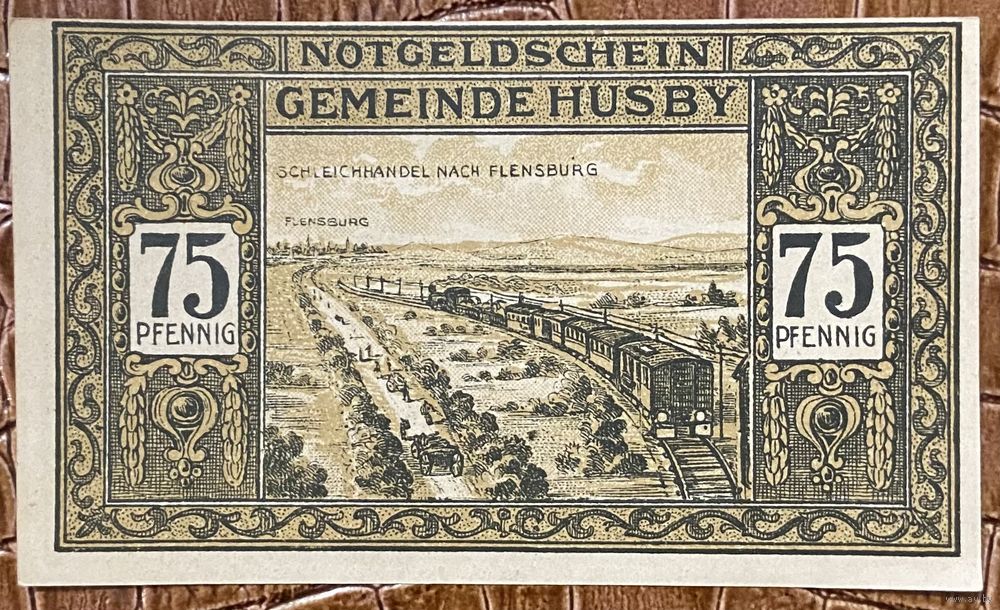 NOTGELDSCHEIN
GEMEINDE HUSBY
SCHLEICHHANDEL NACH FLENSBURG
FLENSBURG
75
PFENNIG
75
PFENNIG